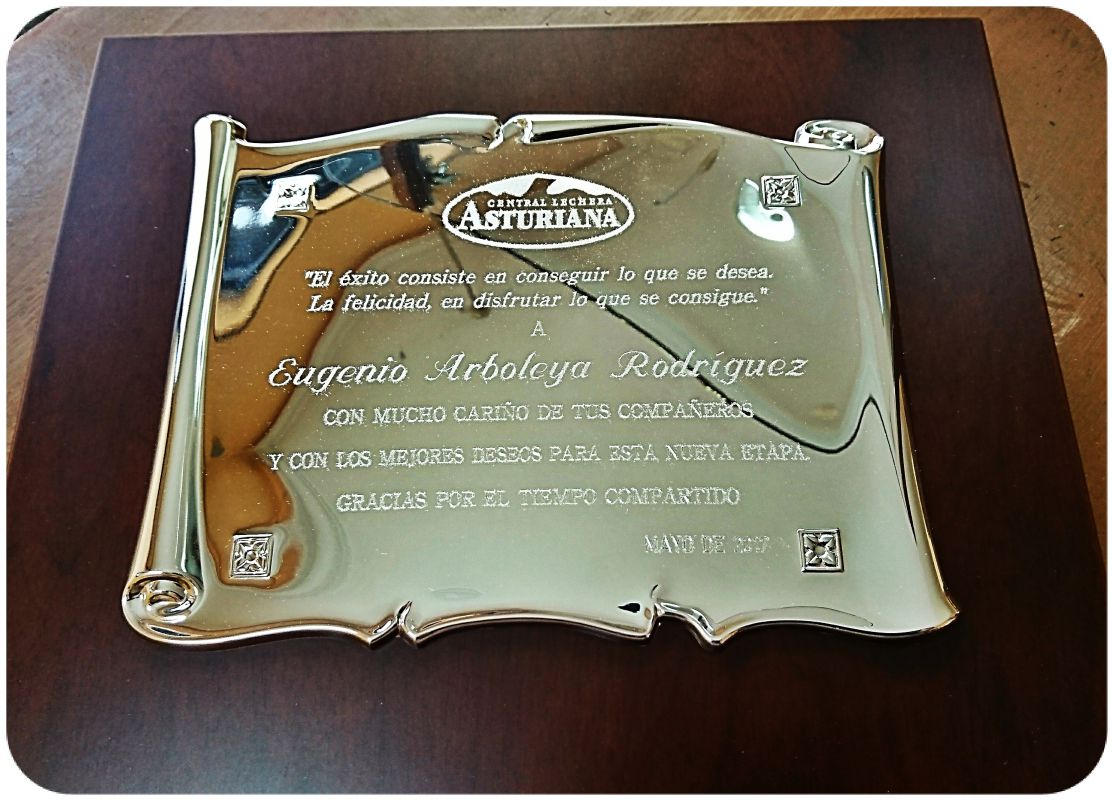 CENTRAL LECHERA
ASTURIANA
"El éxito consiste en conseguir lo que se desea.
La felicidad, en disfrutar lo que se consigue."
A
Eugenio Arboleya Rodríguez
CON MUCHO CARIÑO DE TUS COMPAÑEROS
Y CON LOS MEJORES DESEOS PARA ESTA NUEVA ETAPA.
GRACIAS POR EL TIEMPO COMPARTIDO
MAYO DE